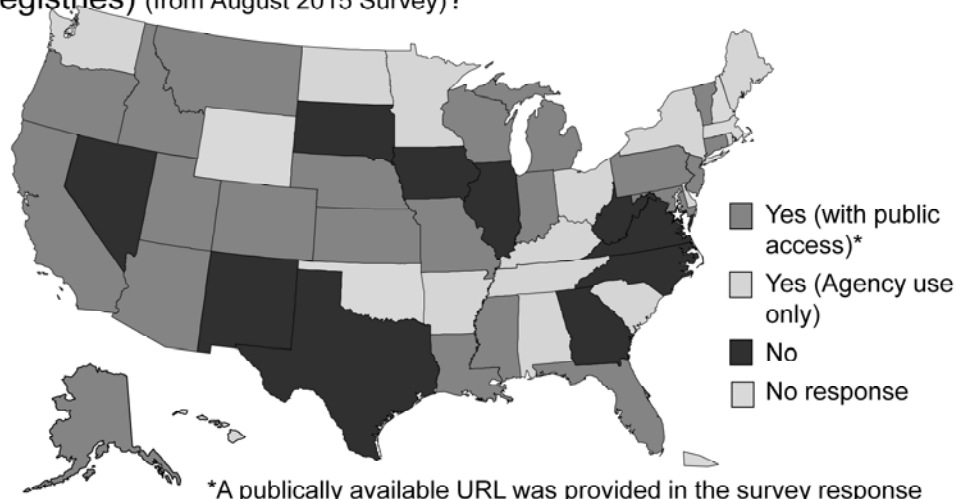 egistries) (from August 2015 Survey)?
Yes (with public
access)*
Yes (Agency use
only)
No
No response
*A publically available URL was provided in the survey response